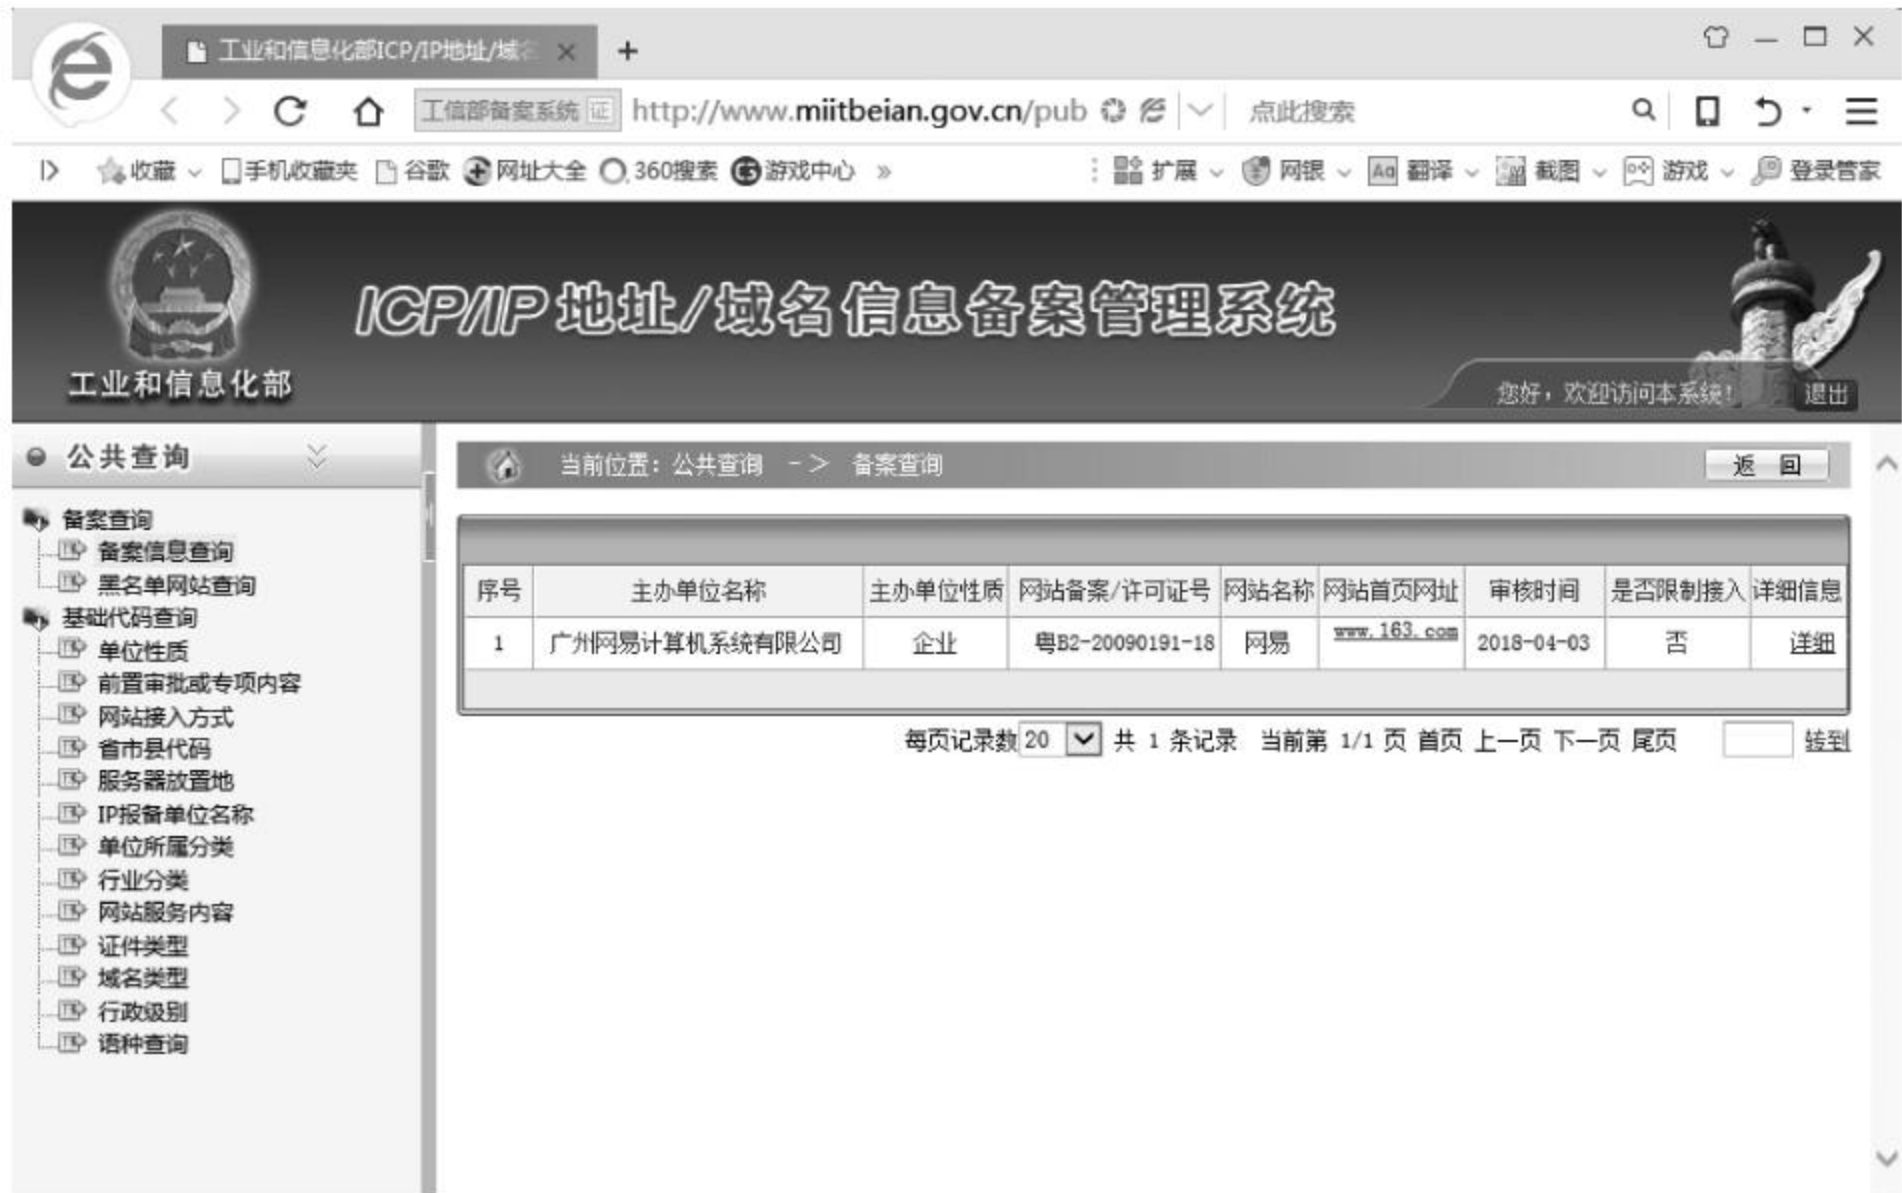 工业和信息化部ICP/IP地址/域名
工信部备案系统 证 http://www.miitbeian.gov.cn/pub 点此搜索
收藏 手机收藏夹 谷歌 网址大全 360搜索 游戏中心 » 扩展 网银 翻译 截图 游戏 登录管家
ICP/IP地址/域名信息备案管理系统
工业和信息化部
您好，欢迎访问本系统！ 退出
公共查询
当前位置：公共查询 -> 备案查询 返 回
备案查询
备案信息查询
黑名单网站查询
基础代码查询
单位性质
前置审批或专项内容
网站接入方式
省市县代码
服务器放置地
IP报备单位名称
单位所属分类
行业分类
网站服务内容
证件类型
域名类型
行政级别
语种查询
序号 主办单位名称 主办单位性质 网站备案/许可证号 网站名称 网站首页网址 审核时间 是否限制接入 详细信息
1 广州网易计算机系统有限公司 企业 粤B2-20090191-18 网易 www.163.com 2018-04-03 否 详细
每页记录数 20 共 1 条记录 当前第 1/1 页 首页 上一页 下一页 尾页 转到